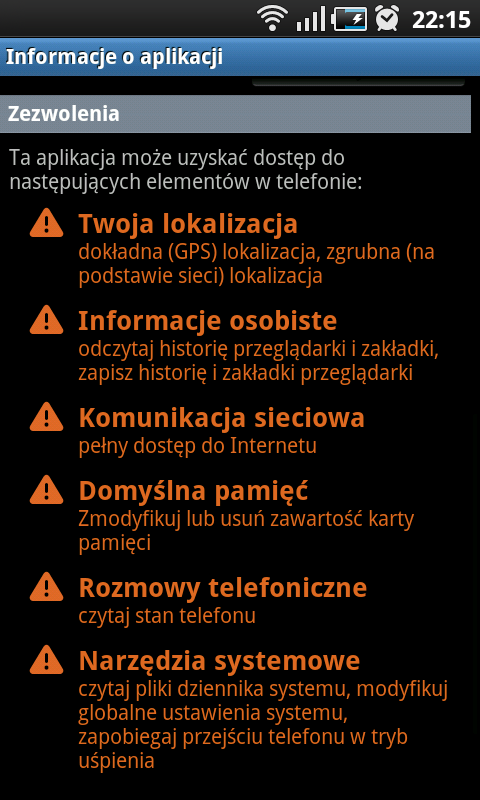 22:15
Informacje o aplikacji
Zezwolenia
Ta aplikacja może uzyskać dostęp do
następujących elementów w telefonie:
Twoja lokalizacja
dokładna (GPS) lokalizacja, zgrubna (na
podstawie sieci) lokalizacja
Informacje osobiste
odczytaj historię przeglądarki i zakładki,
zapisz historię i zakładki przeglądarki
Komunikacja sieciowa
pełny dostęp do Internetu
Domyślna pamięć
Zmodyfikuj lub usuń zawartość karty
pamięci
Rozmowy telefoniczne
czytaj stan telefonu
Narzędzia systemowe
czytaj pliki dziennika systemu, modyfikuj
globalne ustawienia systemu,
zapobiegaj przejściu telefonu w tryb
uśpienia